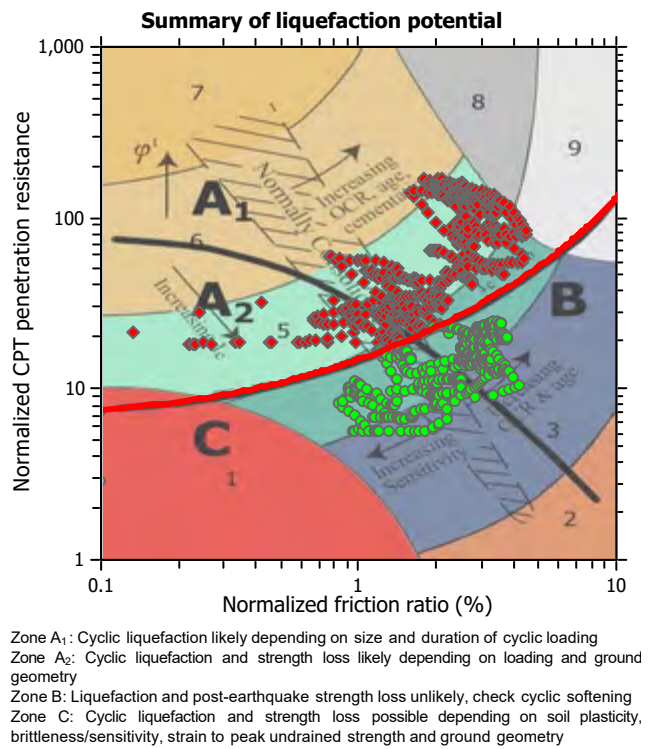 Summary of liquefaction potential
1,000
7
8
9
φ'
Increasing
OCR, age,
cementa
Normally C
A₁
100
6
A₂
B
Increasing
5
10
C
Increasing
OCR & age
Increasing
Sensitivity
3
1
2
1
0.1
1
10
Normalized CPT penetration resistance
Normalized friction ratio (%)
Zone A₁: Cyclic liquefaction likely depending on size and duration of cyclic loading
Zone A₂: Cyclic liquefaction and strength loss likely depending on loading and ground
geometry
Zone B: Liquefaction and post-earthquake strength loss unlikely, check cyclic softening
Zone C: Cyclic liquefaction and strength loss possible depending on soil plasticity,
brittleness/sensitivity, strain to peak undrained strength and ground geometry